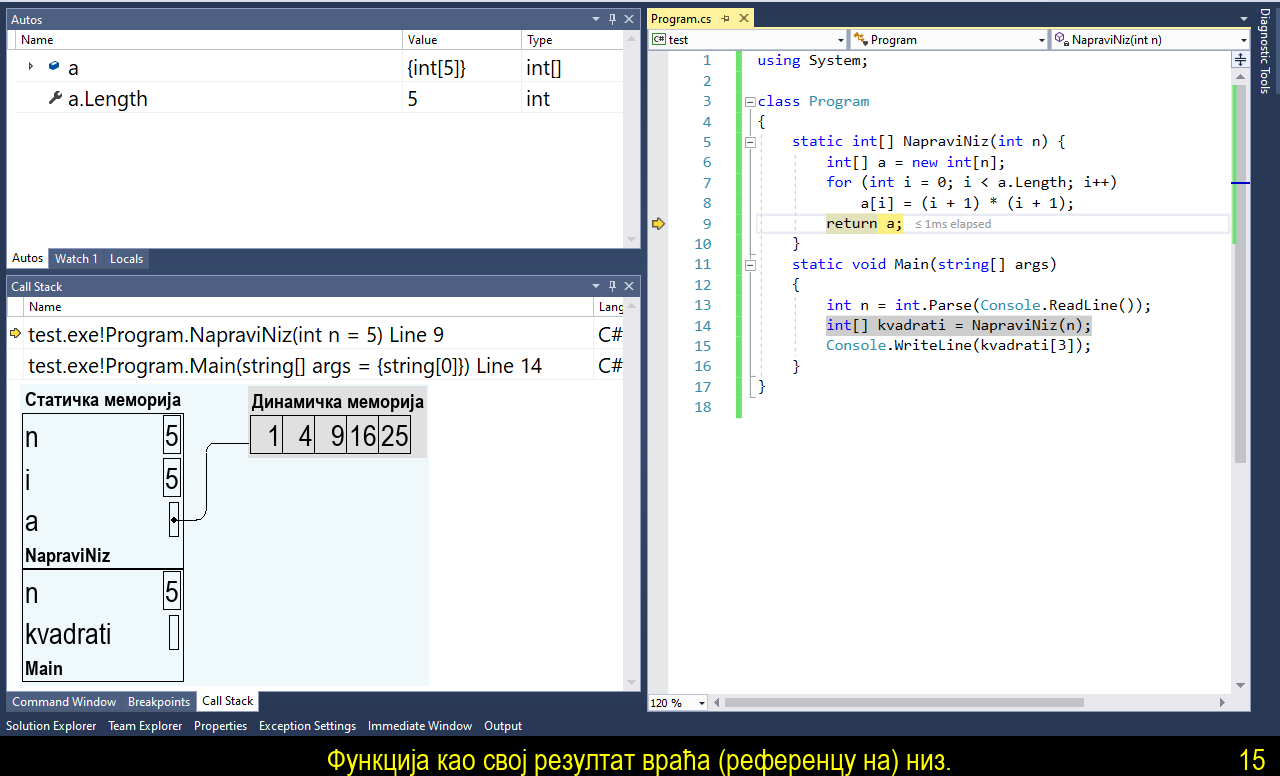 Autos
Name Value Type
a {int[5]} int[]
a.Length 5 int
Autos Watch 1 Locals
Call Stack
Name Lang
test.exe!Program.NapraviNiz(int n = 5) Line 9 C#
test.exe!Program.Main(string[] args = {string[0]}) Line 14 C#
Статичка меморија
n 5
i 5
a
NapraviNiz
n 5
kvadrati
Main
Динамичка меморија
1 4 9 16 25
Command Window Breakpoints Call Stack
Solution Explorer Team Explorer Properties Exception Settings Immediate Window Output
Program.cs
C# test Program NapraviNiz(int n)
1 using System;
2
3 class Program
4 {
5 static int[] NapraviNiz(int n) {
6 int[] a = new int[n];
7 for (int i = 0; i < a.Length; i++)
8 a[i] = (i + 1) * (i + 1);
9 return a; ≤ 1ms elapsed
10 }
11 static void Main(string[] args)
12 {
13 int n = int.Parse(Console.ReadLine());
14 int[] kvadrati = NapraviNiz(n);
15 Console.WriteLine(kvadrati[3]);
16 }
17 }
18
120 %
Diagnostic Tools
Функција као свој резултат враћа (референцу на) низ. 15